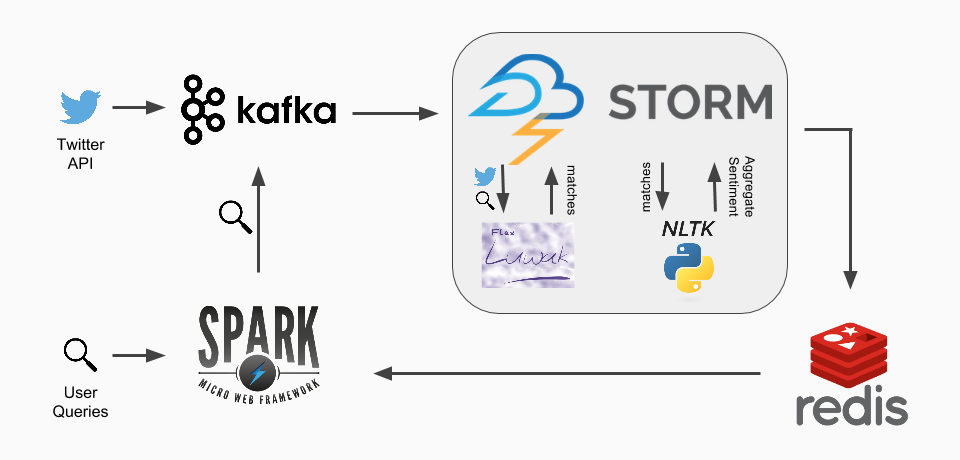 Twitter
API
kafka
STORM
matches
matches
Aggregate
Sentiment
Flax
Luwak
NLTK
SPARK
MICRO WEB FRAMEWORK
User
Queries
redis